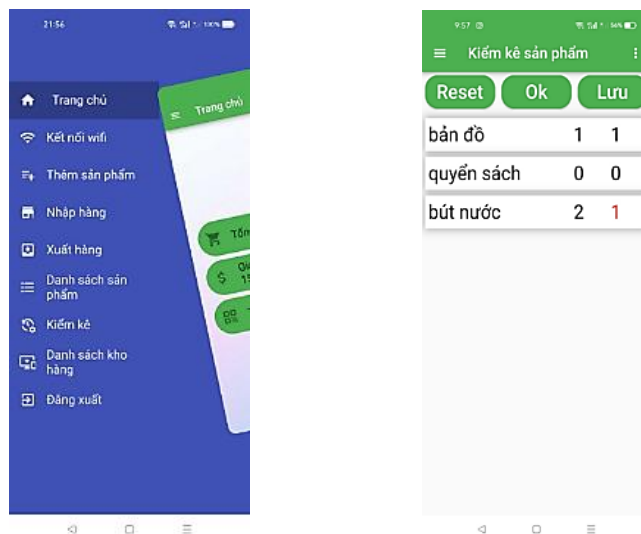 21:56
100%
Trang chủ
Kết nối wifi
Thêm sản phẩm
Nhập hàng
Xuất hàng
Danh sách sản
phẩm
Kiểm kê
Danh sách kho
hàng
Đăng xuất
Trang chủ
9:57
Kiểm kê sản phẩm
Reset Ok Lưu
bản đồ 1 1
quyển sách 0 0
bút nước 2 1